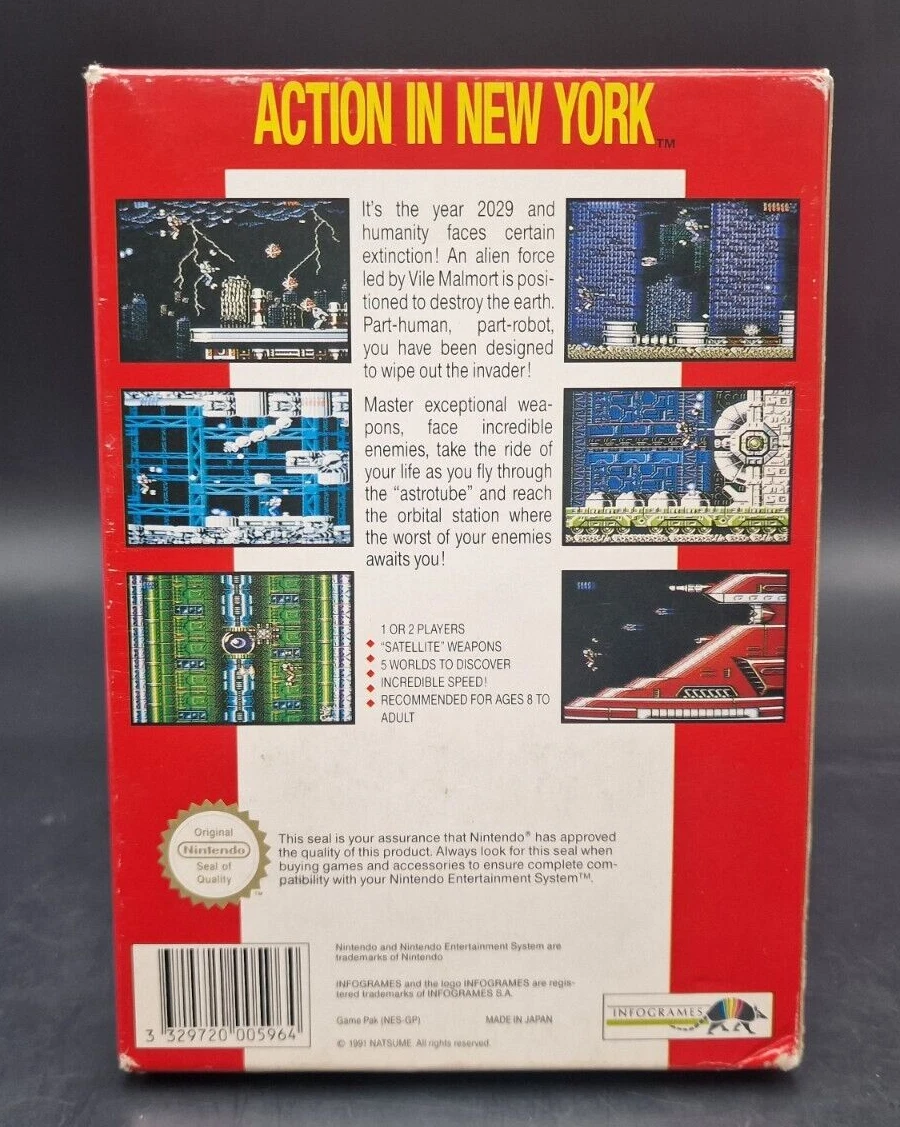 ACTION IN NEW YORK™
It's the year 2029 and
humanity faces certain
extinction! An alien force
led by Vile Malmort is posi-
tioned to destroy the earth.
Part-human, part-robot,
you have been designed
to wipe out the invader!
Master exceptional wea-
pons, face incredible
enemies, take the ride of
your life as you fly through
the "astrotube" and reach
the orbital station where
the worst of your enemies
awaits you!
1 OR 2 PLAYERS
"SATELLITE" WEAPONS
5 WORLDS TO DISCOVER
INCREDIBLE SPEED!
RECOMMENDED FOR AGES 8 TO
ADULT
Original
Nintendo
Seal of
Quality
TM
This seal is your assurance that Nintendo® has approved
the quality of this product. Always look for this seal when
buying games and accessories to ensure complete com-
patibility with your Nintendo Entertainment System™.
Nintendo and Nintendo Entertainment System are
trademarks of Nintendo
INFOGRAMES and the logo INFOGRAMES are regis-
tered trademarks of INFOGRAMES S.A.
Game Pak (NES-GP) MADE IN JAPAN
© 1991 NATSUME. All rights reserved.
3 329720 005964
INFOGRAMES